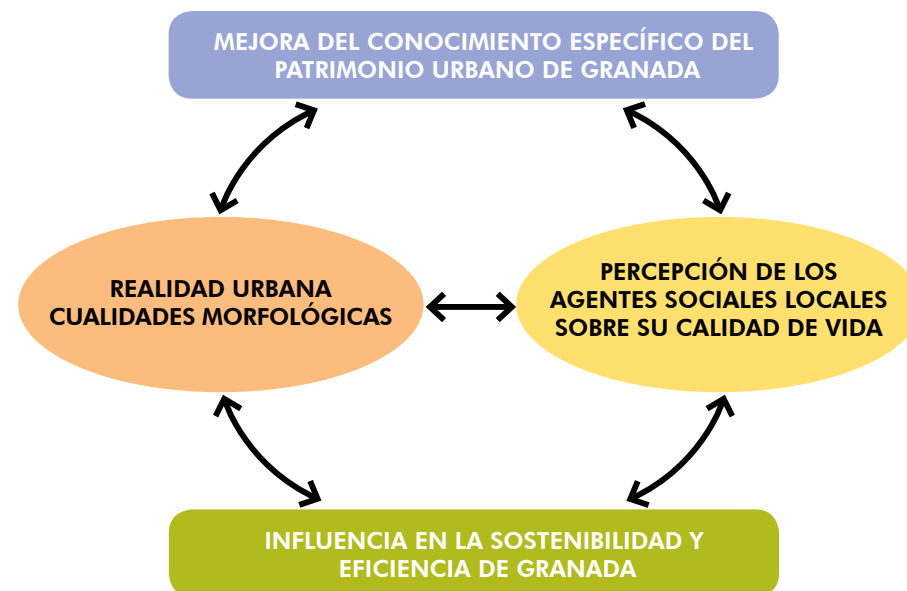 MEJORA DEL CONOCIMIENTO ESPECÍFICO DEL
PATRIMONIO URBANO DE GRANADA
REALIDAD URBANA
CUALIDADES MORFOLÓGICAS
PERCEPCIÓN DE LOS
AGENTES SOCIALES LOCALES
SOBRE SU CALIDAD DE VIDA
INFLUENCIA EN LA SOSTENIBILIDAD Y
EFICIENCIA DE GRANADA